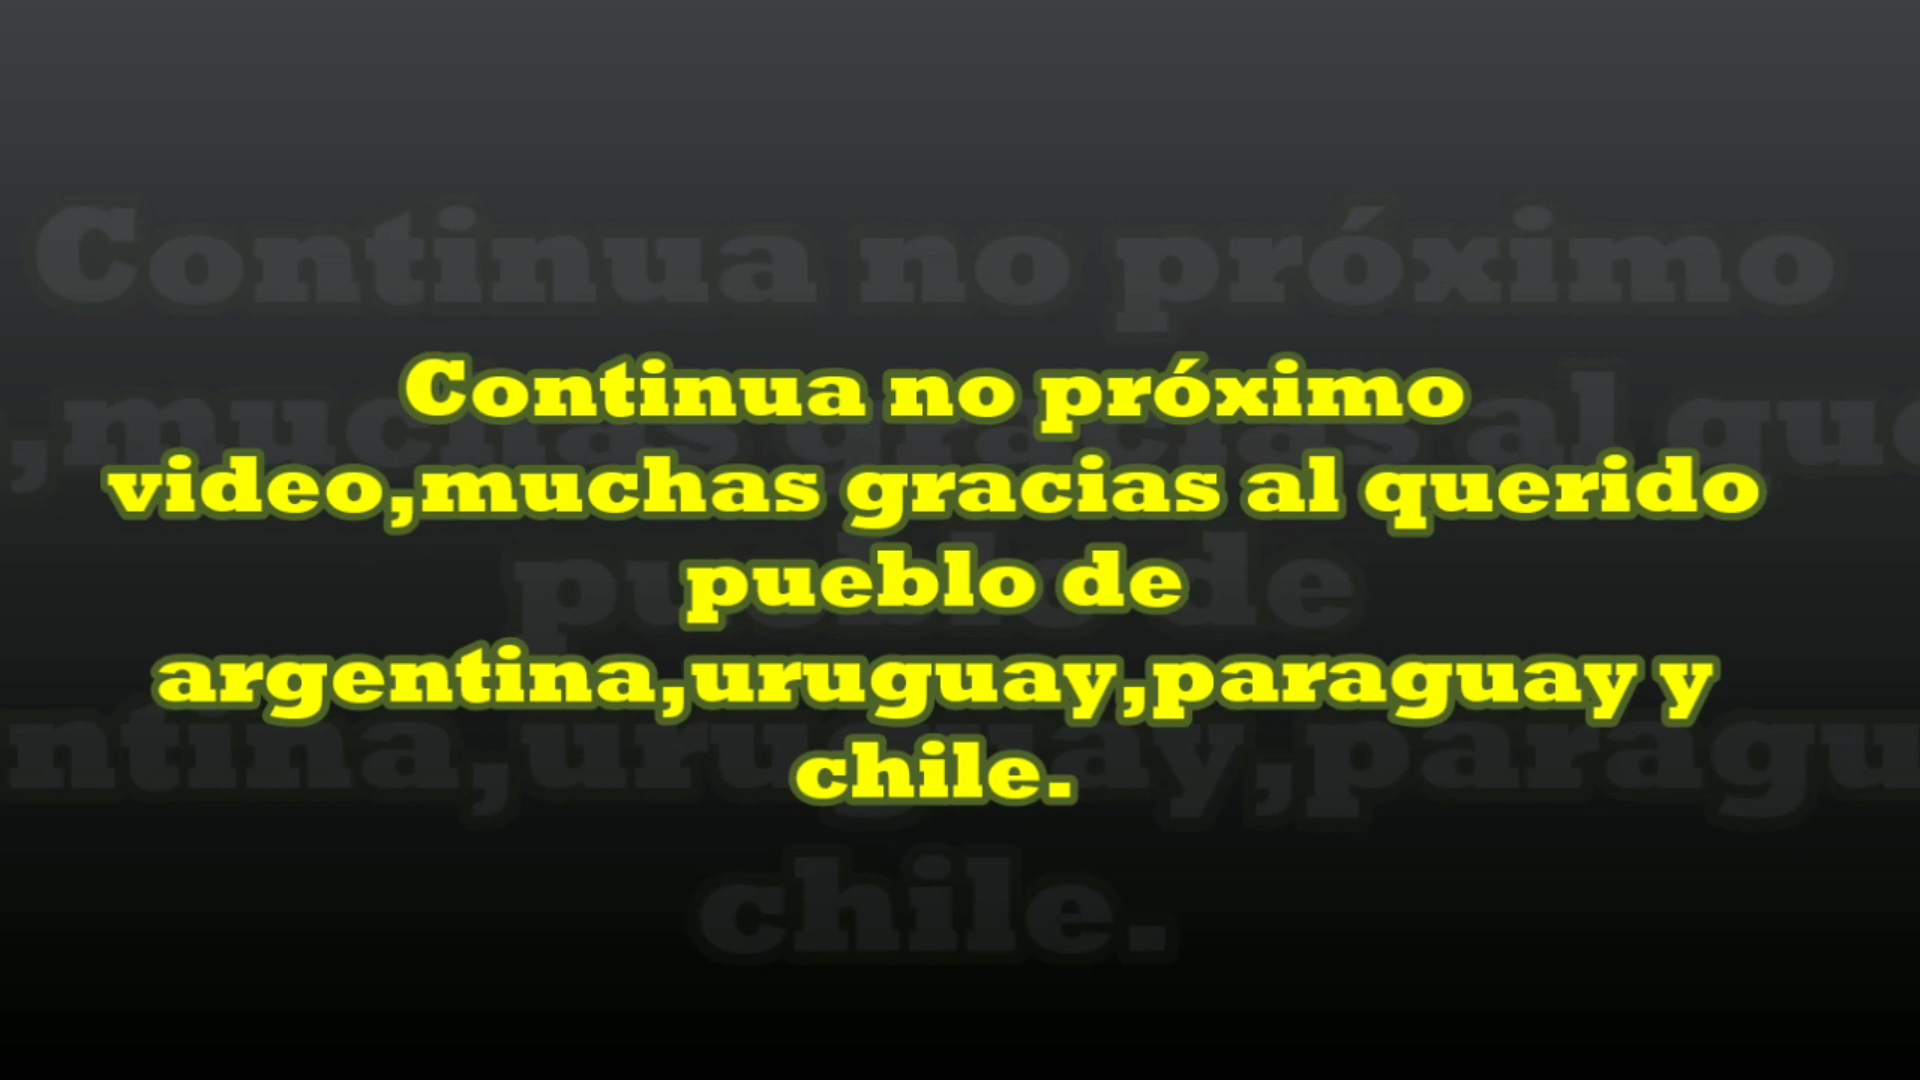 Continua no próximo
video,muchas gracias al querido
pueblo de
argentina,uruguay,paraguay y
chile.